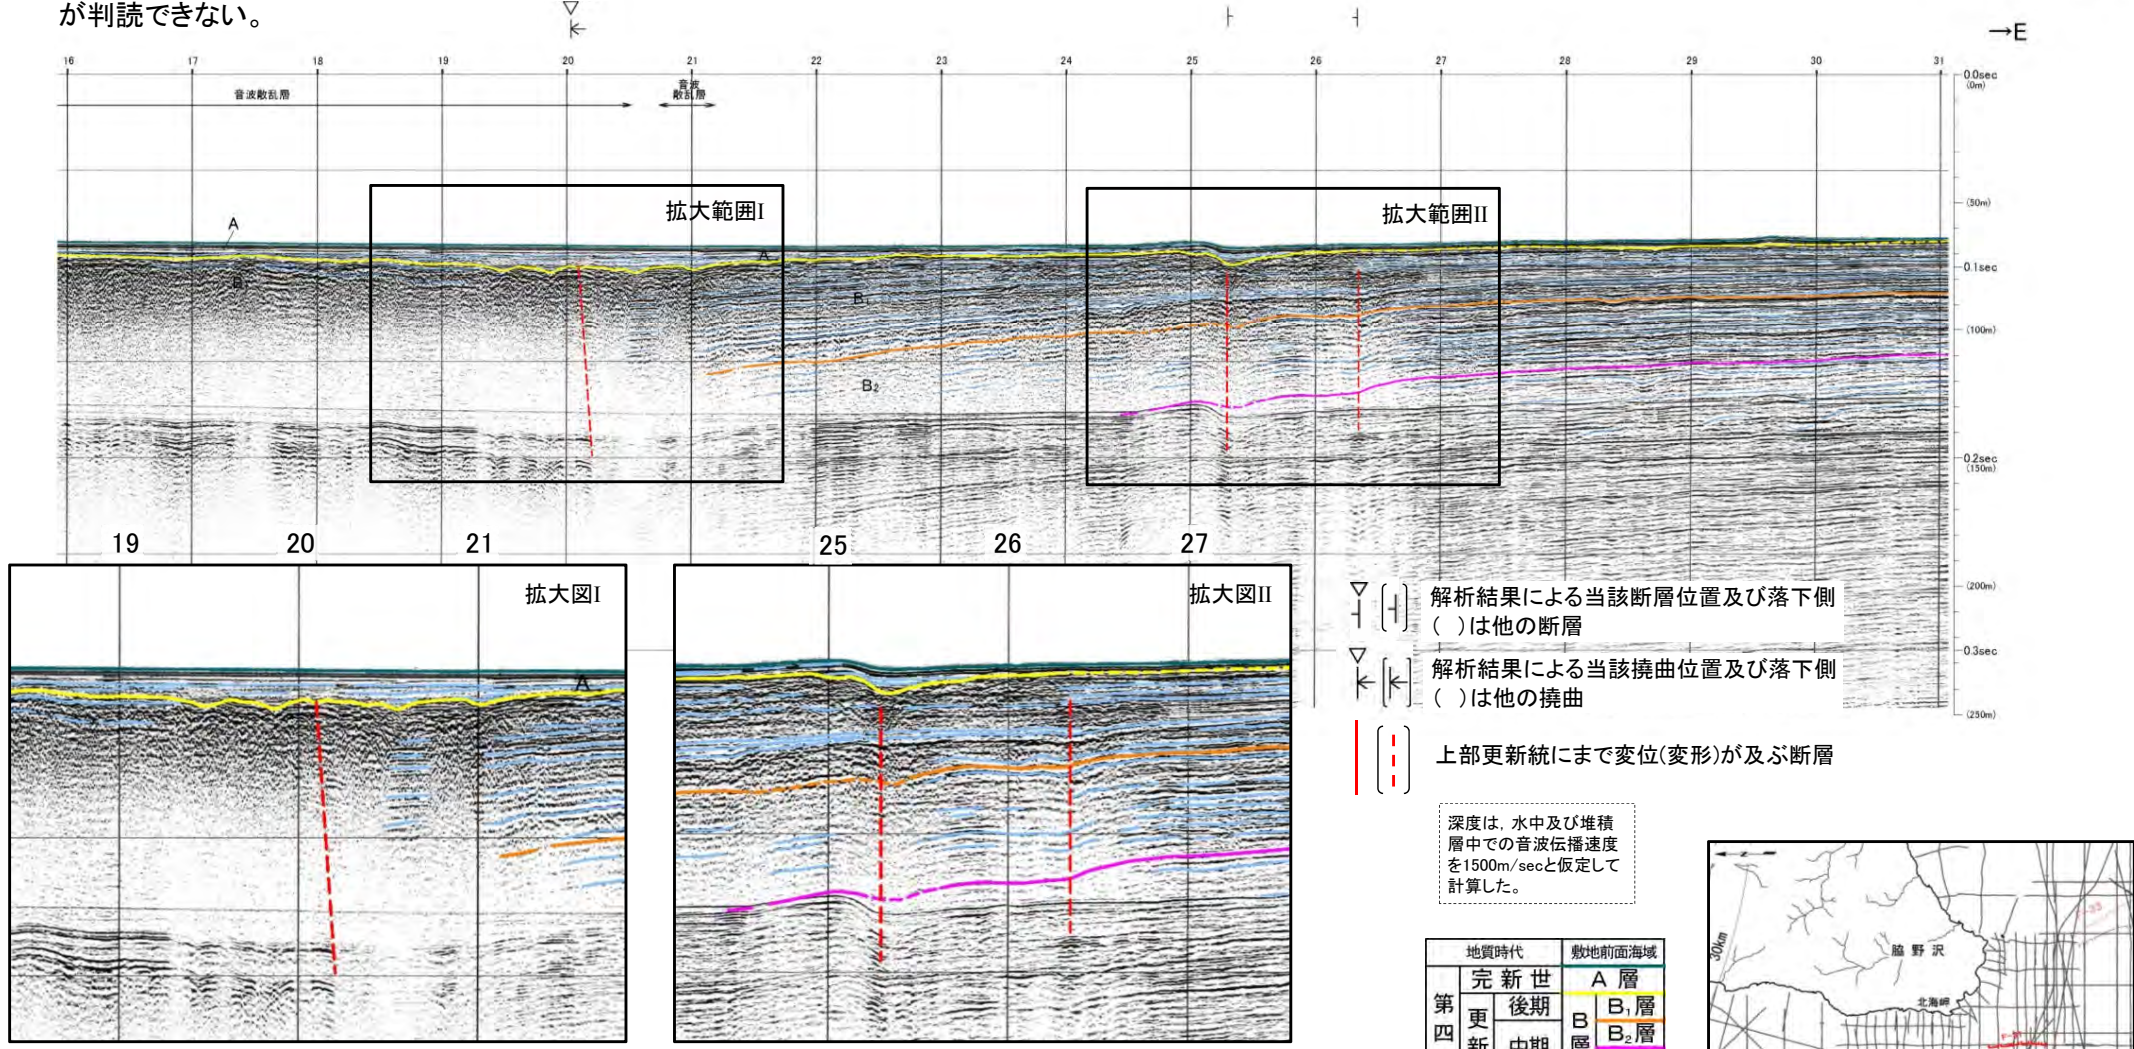 が判読できない。
→E
16 17 18 19 20 21 22 23 24 25 26 27 28 29 30 31
0.0sec
(0m)
音波散乱層
音波
散乱層
拡大範囲I
拡大範囲II
(50m)
A
A
0.1sec
B₁
(100m)
B₂
0.2sec
(150m)
19 20 21
25 26 27
拡大図I
拡大図II
A
(200m)
解析結果による当該断層位置及び落下側
( )は他の断層
0.3sec
解析結果による当該撓曲位置及び落下側
( )は他の撓曲
(250m)
上部更新統にまで変位(変形)が及ぶ断層
深度は,水中及び堆積
層中での音波伝播速度
を1500m/secと仮定して
計算した。
地質時代 敷地前面海域
完新世 A層
第四 更新 後期 B層 B₁層
中期 B₂層
30km
脇野沢
北海岬